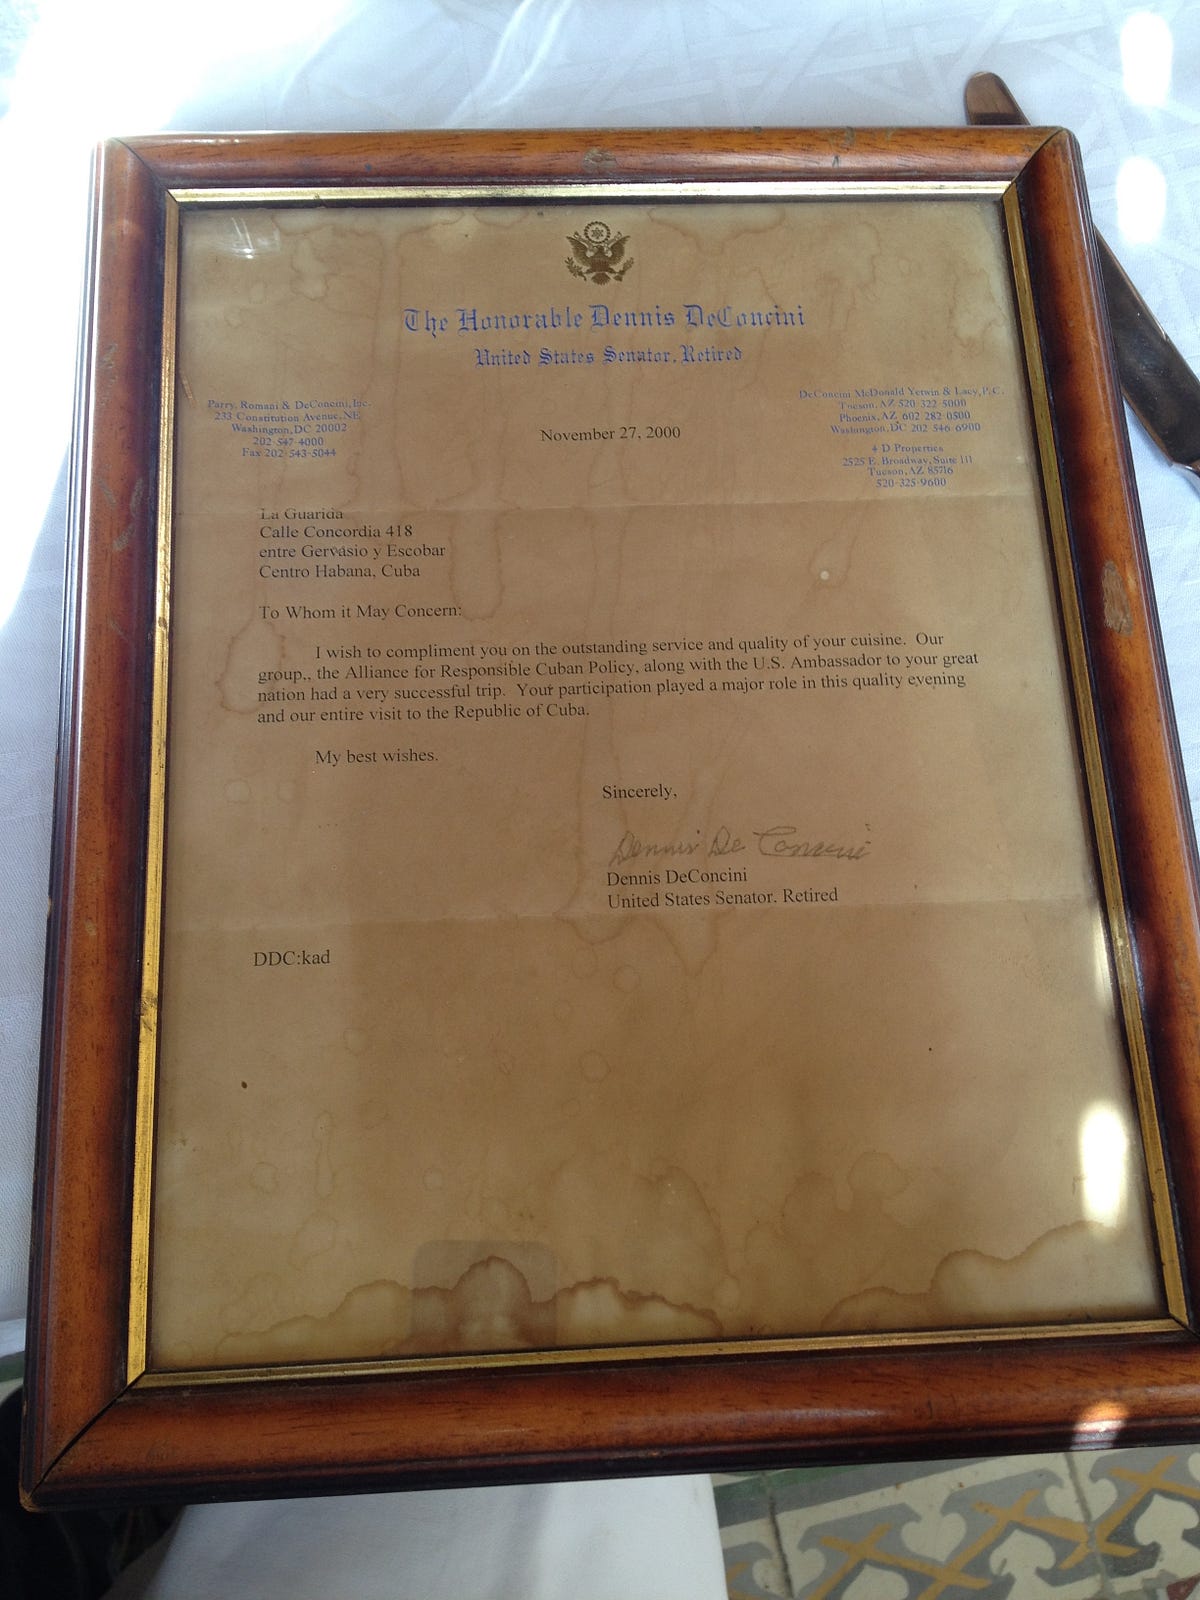 The Honorable Dennis DeConcini
United States Senator, Retired
Parry, Romani & DeConcini, Inc.
233 Constitution Avenue, NE
Washington, DC 20002
202-547-4000
Fax 202-543-5044
DeConcini McDonald Yetwin & Lacy, P.C.
Tucson, AZ 520-322-5000
Phoenix, AZ 602-282-0500
Washington, DC 202-546-6900
4 D Properties
2525 E. Broadway, Suite 111
Tucson, AZ 85716
520-325-9600
November 27, 2000
La Guarida
Calle Concordia 418
entre Gervasio y Escobar
Centro Habana, Cuba
To Whom it May Concern:
I wish to compliment you on the outstanding service and quality of your cuisine. Our
group,, the Alliance for Responsible Cuban Policy, along with the U.S. Ambassador to your great
nation had a very successful trip. Your participation played a major role in this quality evening
and our entire visit to the Republic of Cuba.
My best wishes.
Sincerely,
Dennis DeConcini
Dennis DeConcini
United States Senator. Retired
DDC:kad